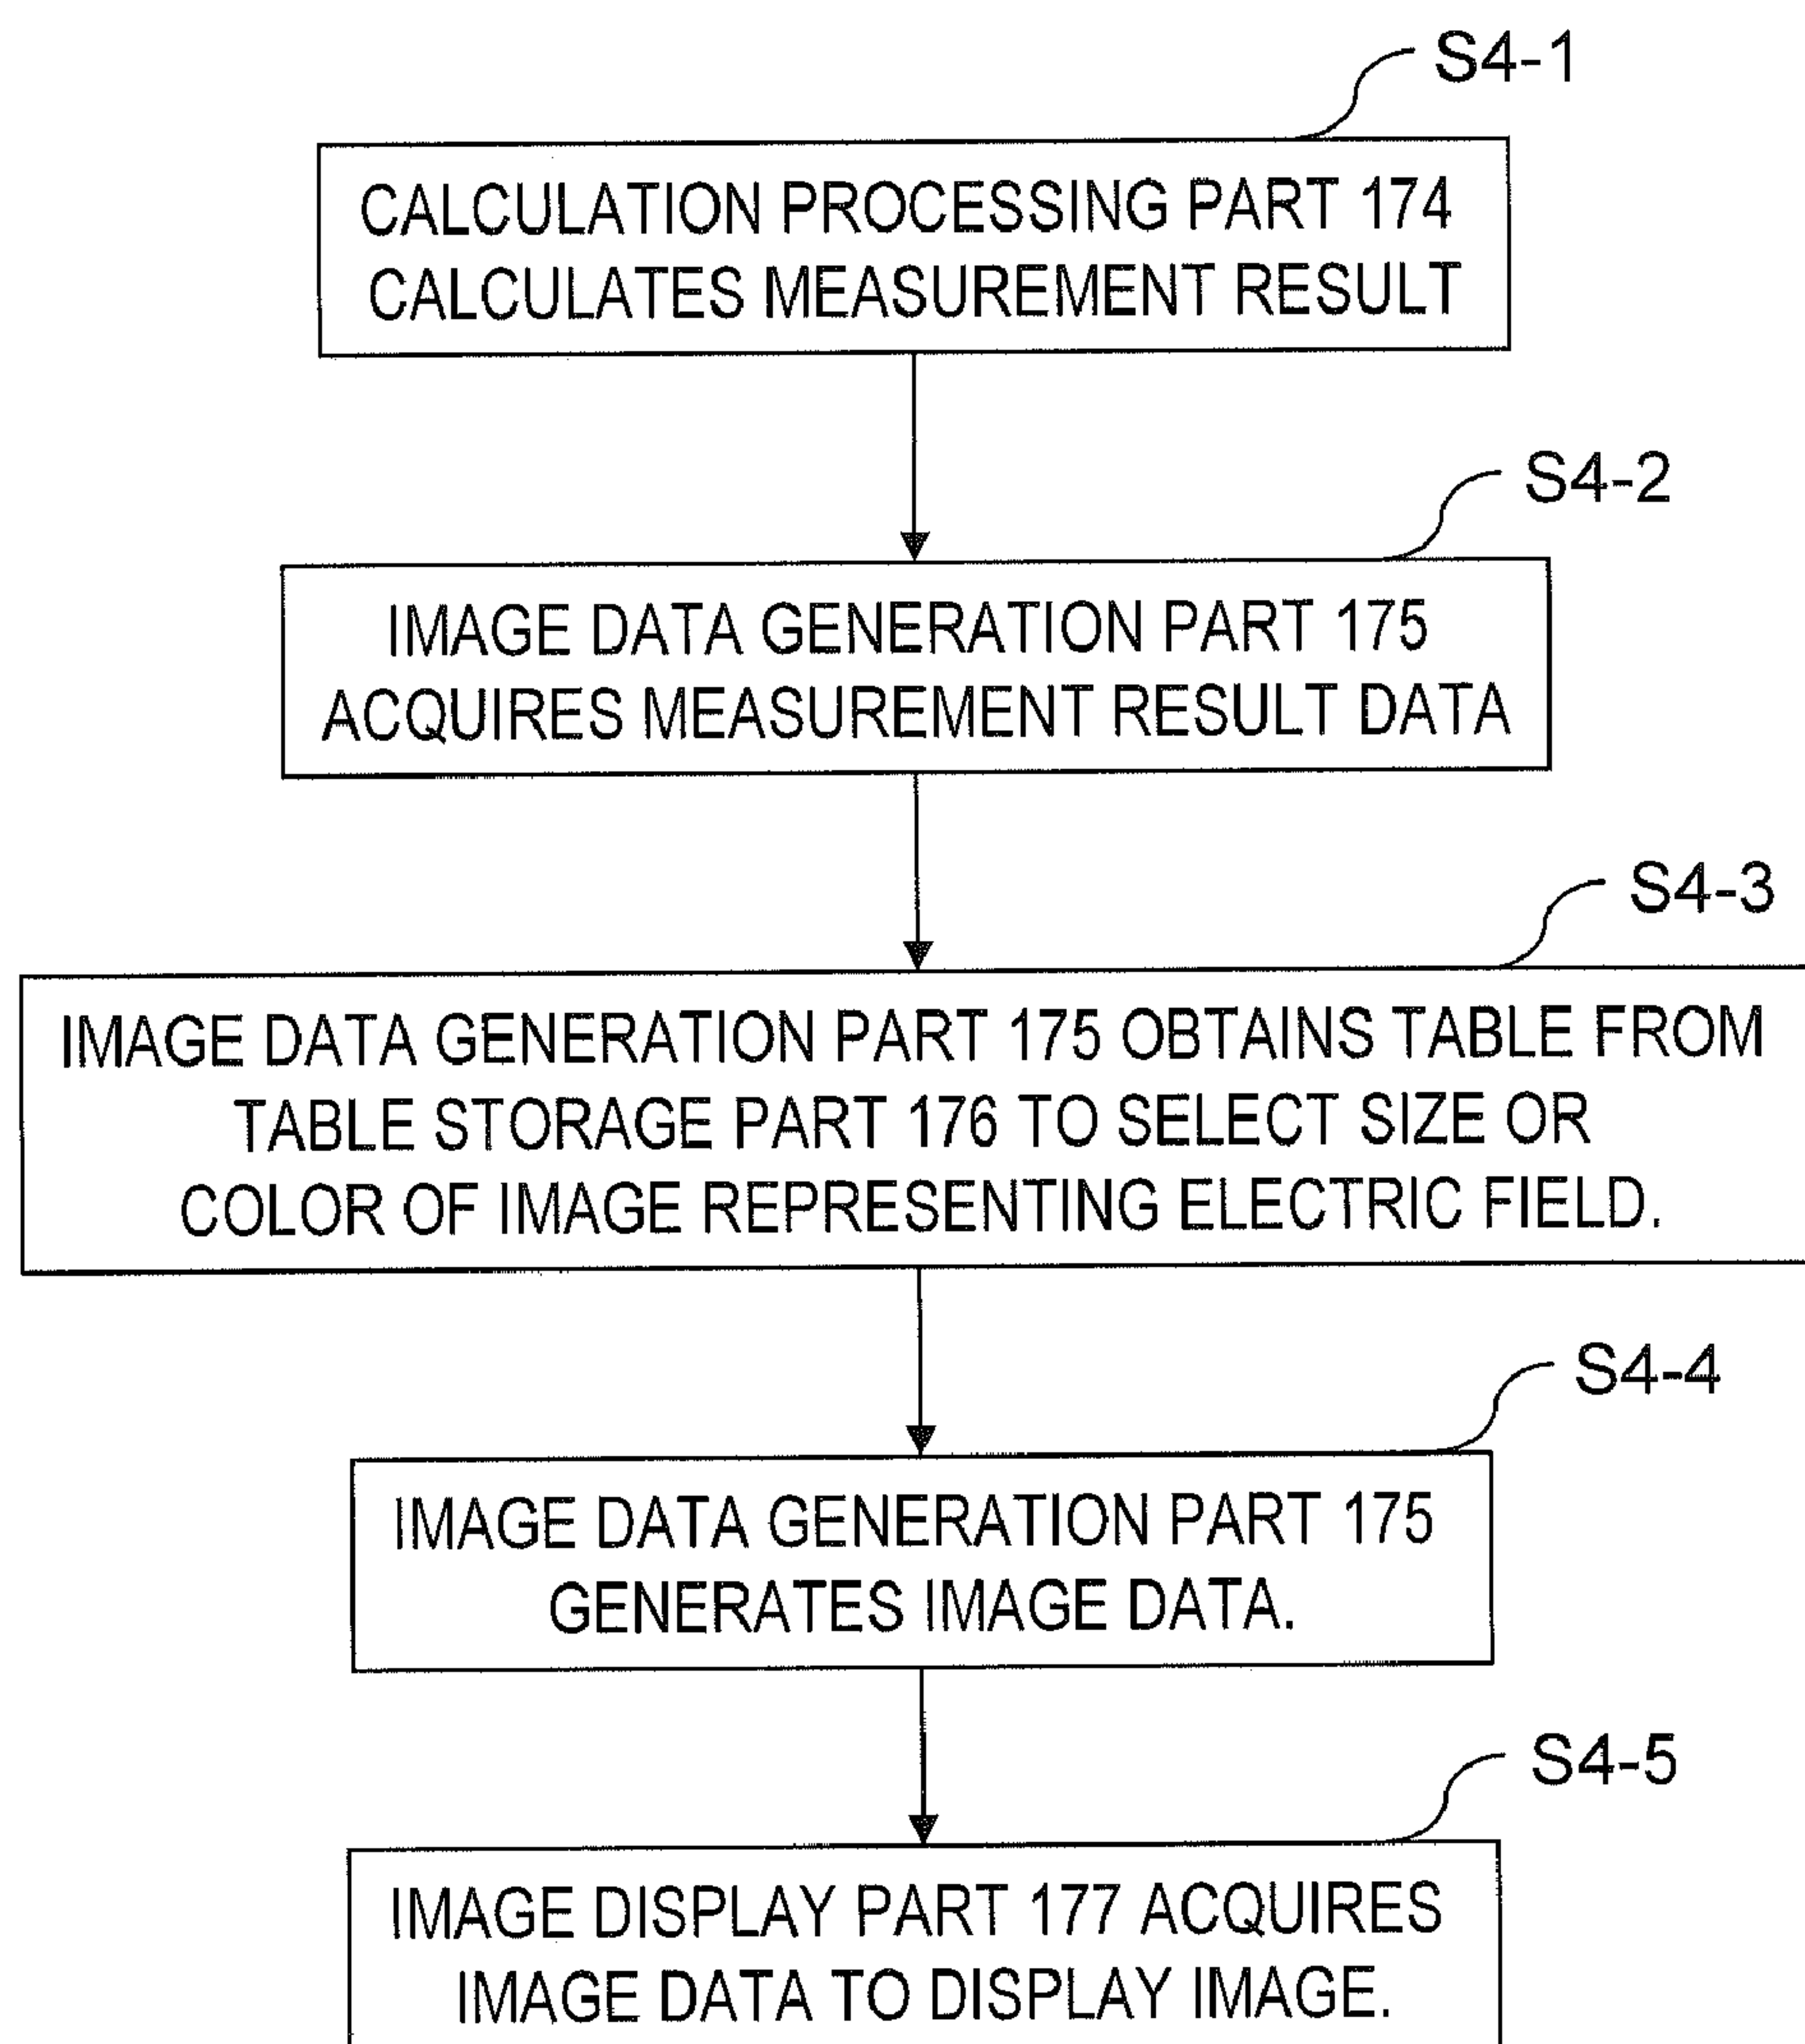 S4-1
CALCULATION PROCESSING PART 174
CALCULATES MEASUREMENT RESULT
S4-2
IMAGE DATA GENERATION PART 175
ACQUIRES MEASUREMENT RESULT DATA
S4-3
IMAGE DATA GENERATION PART 175 OBTAINS TABLE FROM
TABLE STORAGE PART 176 TO SELECT SIZE OR
COLOR OF IMAGE REPRESENTING ELECTRIC FIELD.
S4-4
IMAGE DATA GENERATION PART 175
GENERATES IMAGE DATA.
S4-5
IMAGE DISPLAY PART 177 ACQUIRES
IMAGE DATA TO DISPLAY IMAGE.